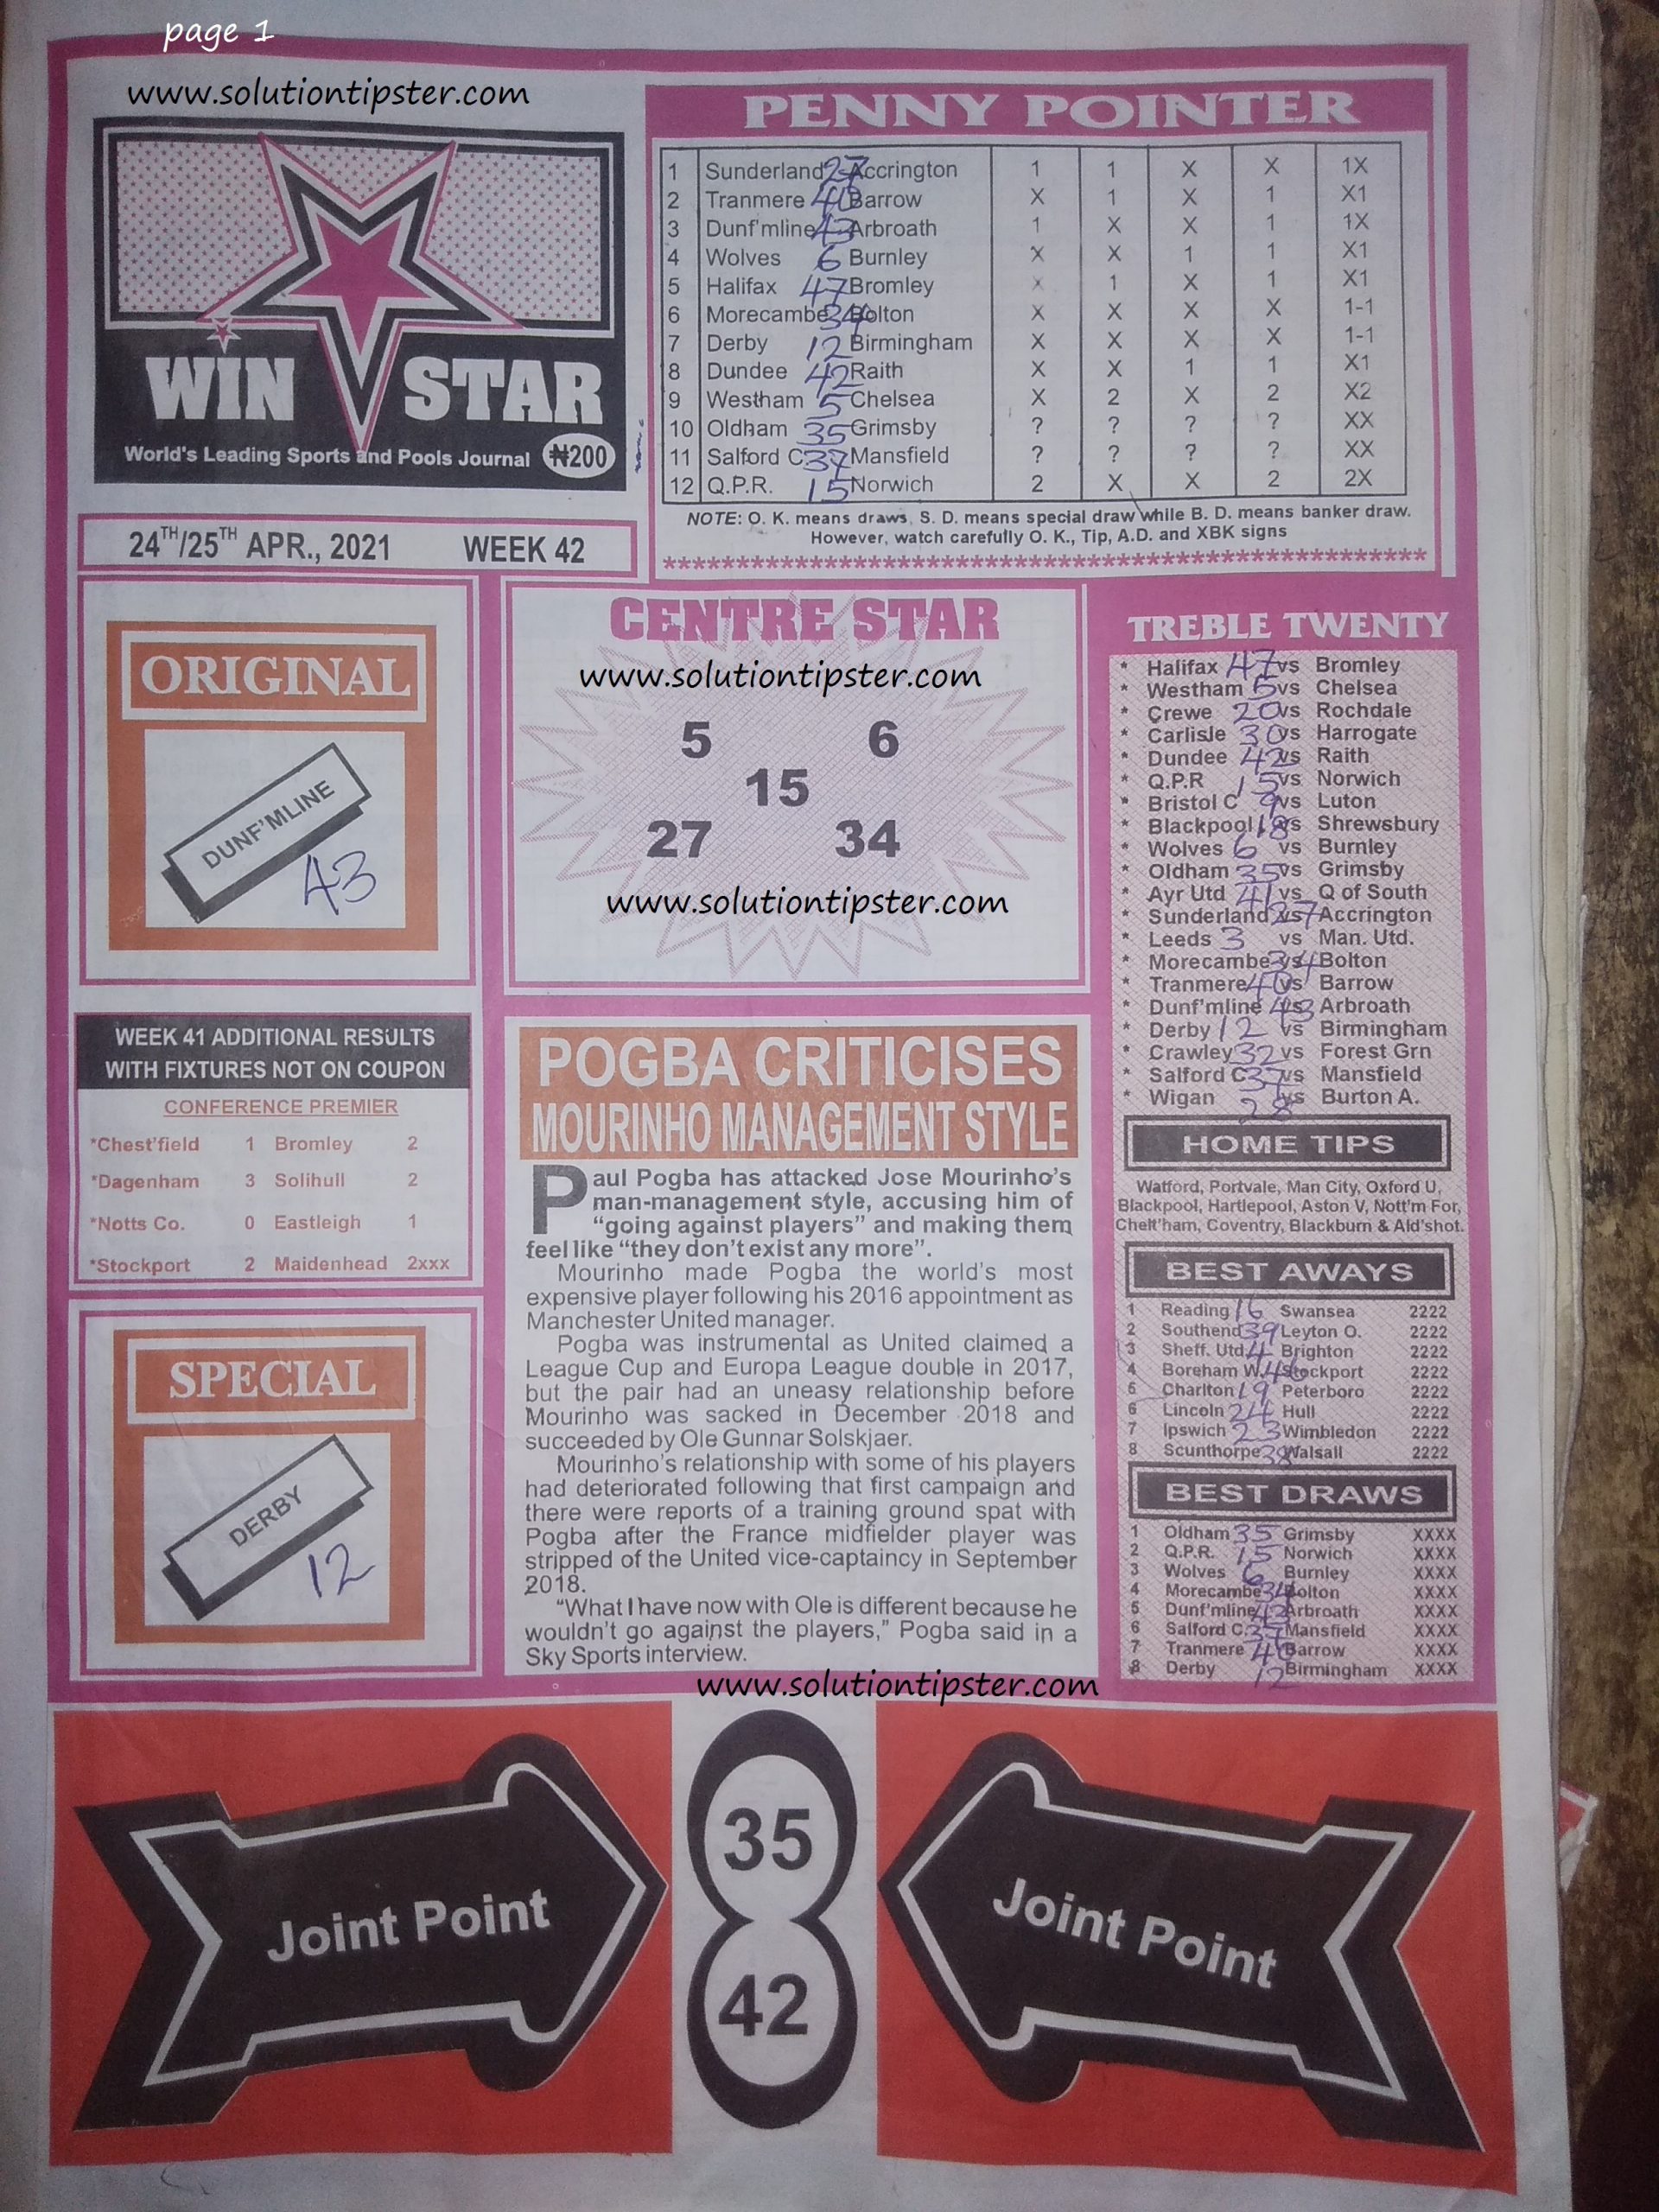 page 1
www.solutiontipster.com
WIN STAR
World's Leading Sports and Pools Journal ₦200
24TH/25TH APR., 2021 WEEK 42
PENNY POINTER
1 Sunderland 27 Accrington 1 1 X X 1X
2 Tranmere 40 Barrow X 1 X 1 X1
3 Dunf'mline 43 Arbroath 1 X X 1 1X
4 Wolves 6 Burnley X X 1 1 X1
5 Halifax 47 Bromley X 1 X 1 X1
6 Morecambe 34 Bolton X X X X 1-1
7 Derby 12 Birmingham X X X X 1-1
8 Dundee 42 Raith X X 1 1 X1
9 Westham 5 Chelsea X 2 X 2 X2
10 Oldham 35 Grimsby ? ? ? ? XX
11 Salford C 37 Mansfield ? ? ? ? XX
12 Q.P.R. 15 Norwich 2 X X 2 2X
NOTE: O. K. means draws, S. D. means special draw while B. D. means banker draw.
However, watch carefully O. K., Tip, A.D. and XBK signs
**************************************************
ORIGINAL
DUNF'MLINE
43
CENTRE STAR
www.solutiontipster.com
5 6
15
27 34
www.solutiontipster.com
TREBLE TWENTY
* Halifax 47 vs Bromley
* Westham 5 vs Chelsea
* Crewe 20 vs Rochdale
* Carlisle 30 vs Harrogate
* Dundee 42 vs Raith
* Q.P.R 15 vs Norwich
* Bristol C 9 vs Luton
* Blackpool 18 vs Shrewsbury
* Wolves 6 vs Burnley
* Oldham 35 vs Grimsby
* Ayr Utd 41 vs Q of South
* Sunderland 27 vs Accrington
* Leeds 3 vs Man. Utd.
* Morecambe 34 vs Bolton
* Tranmere 40 vs Barrow
* Dunf'mline 43 vs Arbroath
* Derby 12 vs Birmingham
* Crawley 32 vs Forest Grn
* Salford C 37 vs Mansfield
* Wigan 28 vs Burton A.
HOME TIPS
Watford, Portvale, Man City, Oxford U,
Blackpool, Hartlepool, Aston V, Nott'm For,
Chelt'ham, Coventry, Blackburn & Ald'shot.
BEST AWAYS
1 Reading 16 Swansea 2222
2 Southend 39 Leyton O. 2222
3 Sheff. Utd 4 Brighton 2222
4 Boreham W. 46 Stockport 2222
5 Charlton 19 Peterboro 2222
6 Lincoln 24 Hull 2222
7 Ipswich 23 Wimbledon 2222
8 Scunthorpe 38 Walsall 2222
BEST DRAWS
1 Oldham 35 Grimsby XXXX
2 Q.P.R. 15 Norwich XXXX
3 Wolves 6 Burnley XXXX
4 Morecambe 34 Bolton XXXX
5 Dunf'mline 43 Arbroath XXXX
6 Salford C. 37 Mansfield XXXX
7 Tranmere 40 Barrow XXXX
8 Derby 12 Birmingham XXXX
WEEK 41 ADDITIONAL RESULTS
WITH FIXTURES NOT ON COUPON
CONFERENCE PREMIER
*Chest'field 1 Bromley 2
*Dagenham 3 Solihull 2
*Notts Co. 0 Eastleigh 1
*Stockport 2 Maidenhead 2xxx
SPECIAL
DERBY
12
POGBA CRITICISES
MOURINHO MANAGEMENT STYLE
Paul Pogba has attacked Jose Mourinho's
man-management style, accusing him of
"going against players" and making them
feel like "they don't exist any more".
Mourinho made Pogba the world's most
expensive player following his 2016 appointment as
Manchester United manager.
Pogba was instrumental as United claimed a
League Cup and Europa League double in 2017,
but the pair had an uneasy relationship before
Mourinho was sacked in December 2018 and
succeeded by Ole Gunnar Solskjaer.
Mourinho's relationship with some of his players
had deteriorated following that first campaign and
there were reports of a training ground spat with
Pogba after the France midfielder player was
stripped of the United vice-captaincy in September
2018.
"What I have now with Ole is different because he
wouldn't go against the players," Pogba said in a
Sky Sports interview.
www.solutiontipster.com
Joint Point
35
42
Joint Point